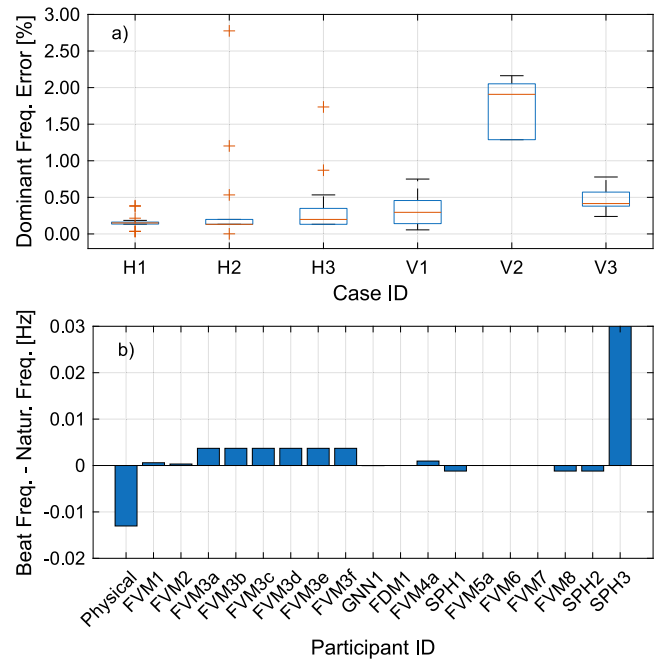 a)
Dominant Freq. Error [%]
3.00
2.50
2.00
1.50
1.00
0.50
0.00
H1 H2 H3 V1 V2 V3
Case ID
b)
Beat Freq. - Natur. Freq. [Hz]
0.03
0.02
0.01
0
-0.01
-0.02
Physical FVM1 FVM2 FVM3a FVM3b FVM3c FVM3d FVM3e FVM3f GNN1 FDM1 FVM4a SPH1 FVM5a FVM6 FVM7 FVM8 SPH2 SPH3
Participant ID